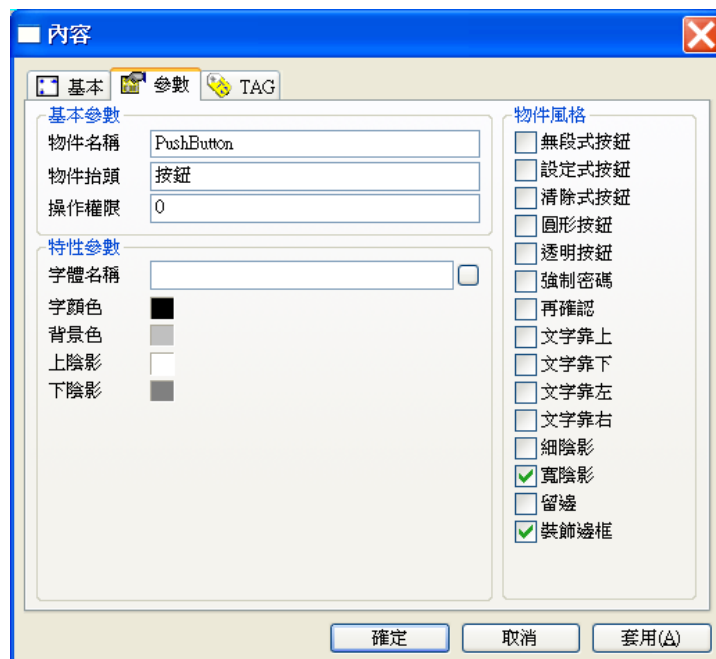 內容
基本 參數 TAG
基本參數
物件名稱 PushButton
物件抬頭 按鈕
操作權限 0
特性參數
字體名稱
字顏色
背景色
上陰影
下陰影
物件風格
無段式按鈕
設定式按鈕
清除式按鈕
圓形按鈕
透明按鈕
強制密碼
再確認
文字靠上
文字靠下
文字靠左
文字靠右
細陰影
寬陰影
留邊
裝飾邊框
確定 取消 套用(A)